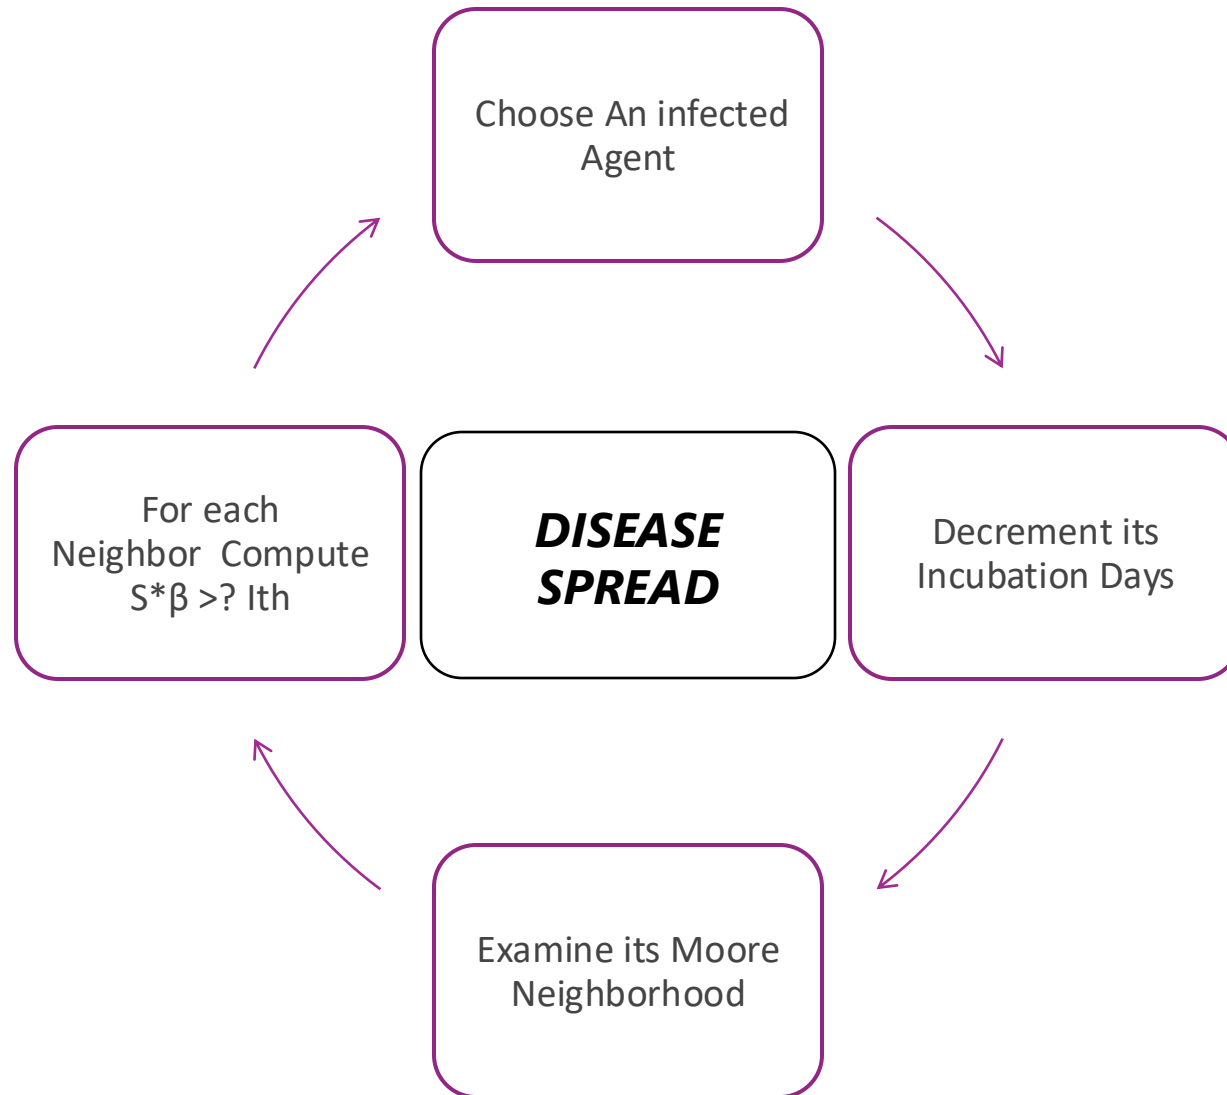 Choose An infected
Agent
Decrement its
Incubation Days
Examine its Moore
Neighborhood
For each
Neighbor  Compute
S*β >? Ith
DISEASE
SPREAD